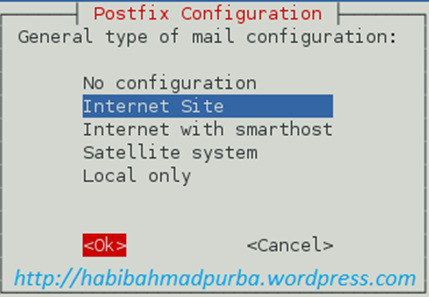 Postfix Configuration
General type of mail configuration:
No configuration
Internet Site
Internet with smarthost
Satellite system
Local only
<Ok> <Cancel>
http://habibahmadpurba.wordpress.com